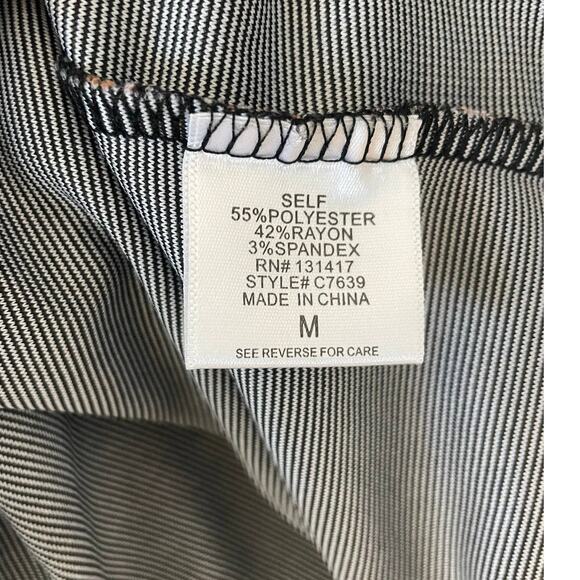 SELF
55%POLYESTER
42%RAYON
3%SPANDEX
RN# 131417
STYLE# C7639
MADE IN CHINA
M
SEE REVERSE FOR CARE